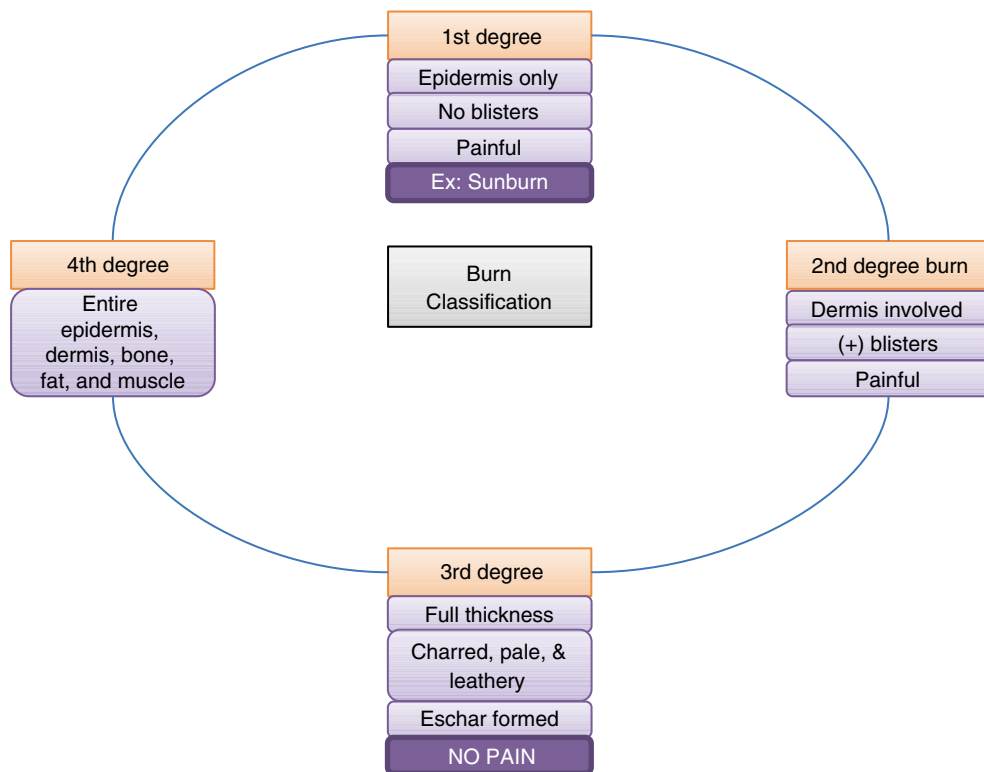 1st degree
Epidermis only
No blisters
Painful
Ex: Sunburn
4th degree
Entire
epidermis,
dermis, bone,
fat, and muscle
Burn
Classification
2nd degree burn
Dermis involved
(+) blisters
Painful
3rd degree
Full thickness
Charred, pale, &
leathery
Eschar formed
NO PAIN